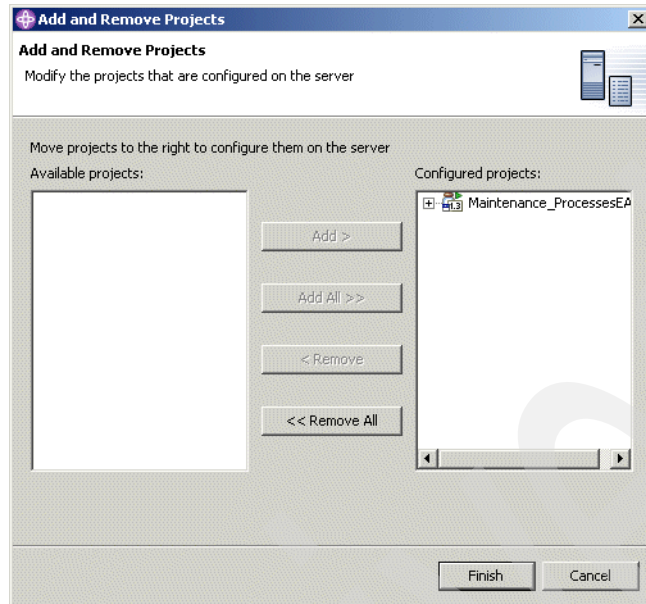 Add and Remove Projects
Add and Remove Projects
Modify the projects that are configured on the server
Move projects to the right to configure them on the server
Available projects:
Configured projects:
1.3 Maintenance_ProcessesEA
Add >
Add All >>
< Remove
<< Remove All
Finish
Cancel